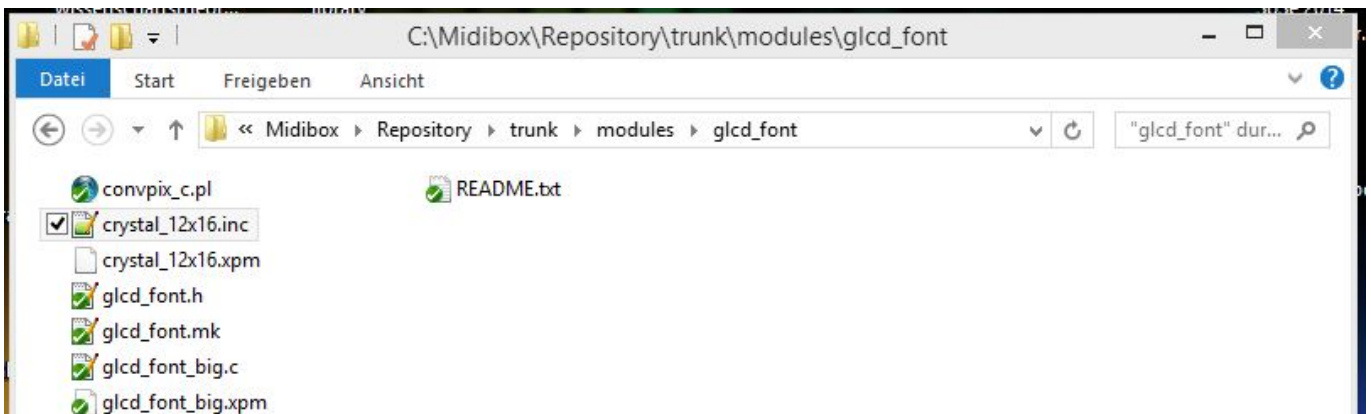 library
C:\Midibox\Repository\trunk\modules\glcd_font
Datei Start Freigeben Ansicht
« Midibox Repository trunk modules glcd_font "glcd_font" dur...
convpix_c.pl
README.txt
crystal_12x16.inc
crystal_12x16.xpm
glcd_font.h
glcd_font.mk
glcd_font_big.c
glcd_font_big.xpm